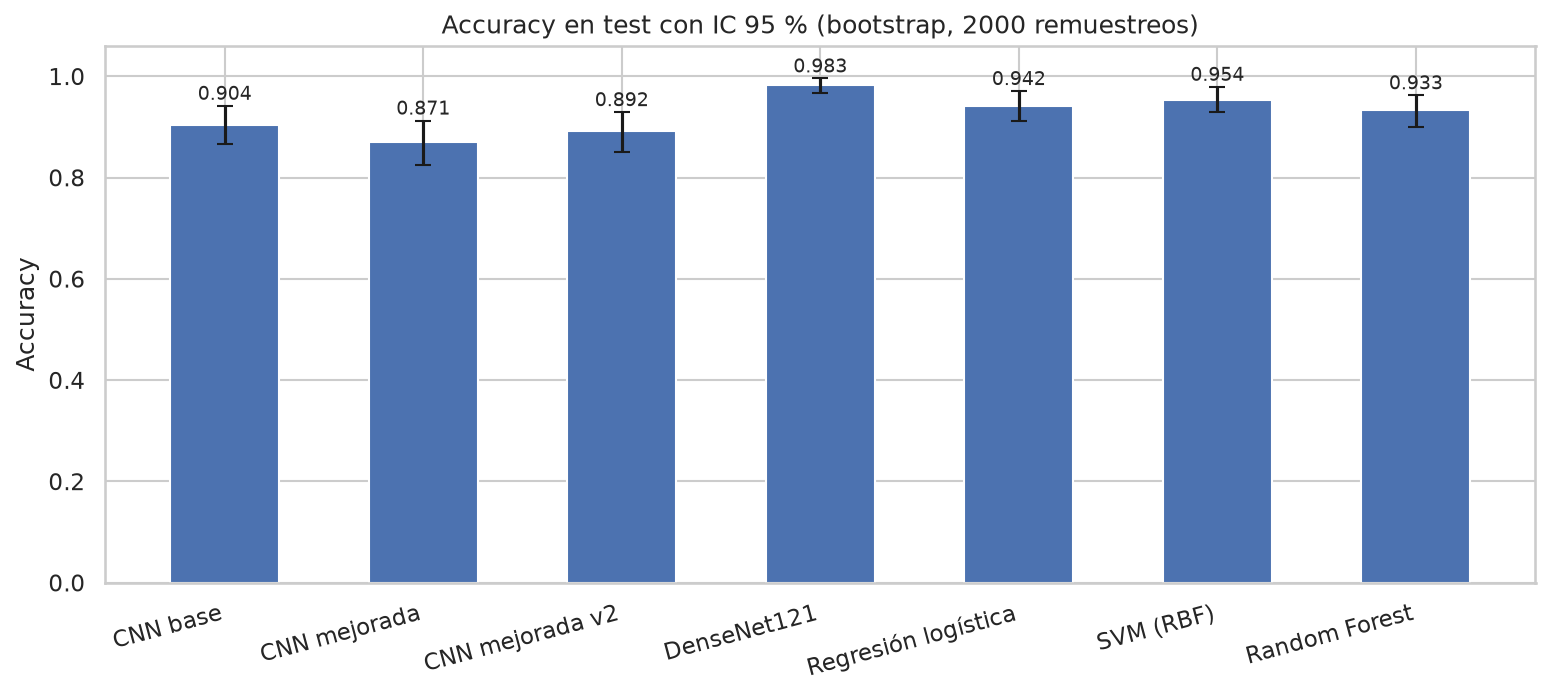 Accuracy en test con IC 95 % (bootstrap, 2000 remuestreos)
Accuracy
1.0
0.8
0.6
0.4
0.2
0.0
0.904
0.871
0.892
0.983
0.942
0.954
0.933
CNN base
CNN mejorada
CNN mejorada v2
DenseNet121
Regresión logística
SVM (RBF)
Random Forest